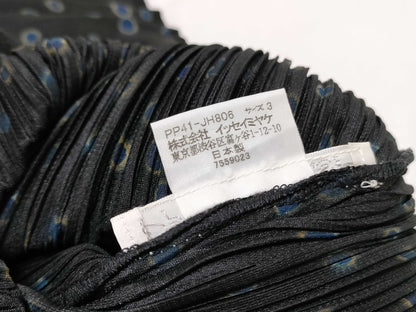 PP41-JH806 サイズ 3
株式会社 イッセイミヤケ
東京都渋谷区富ヶ谷1-12-10
日本製
7559023